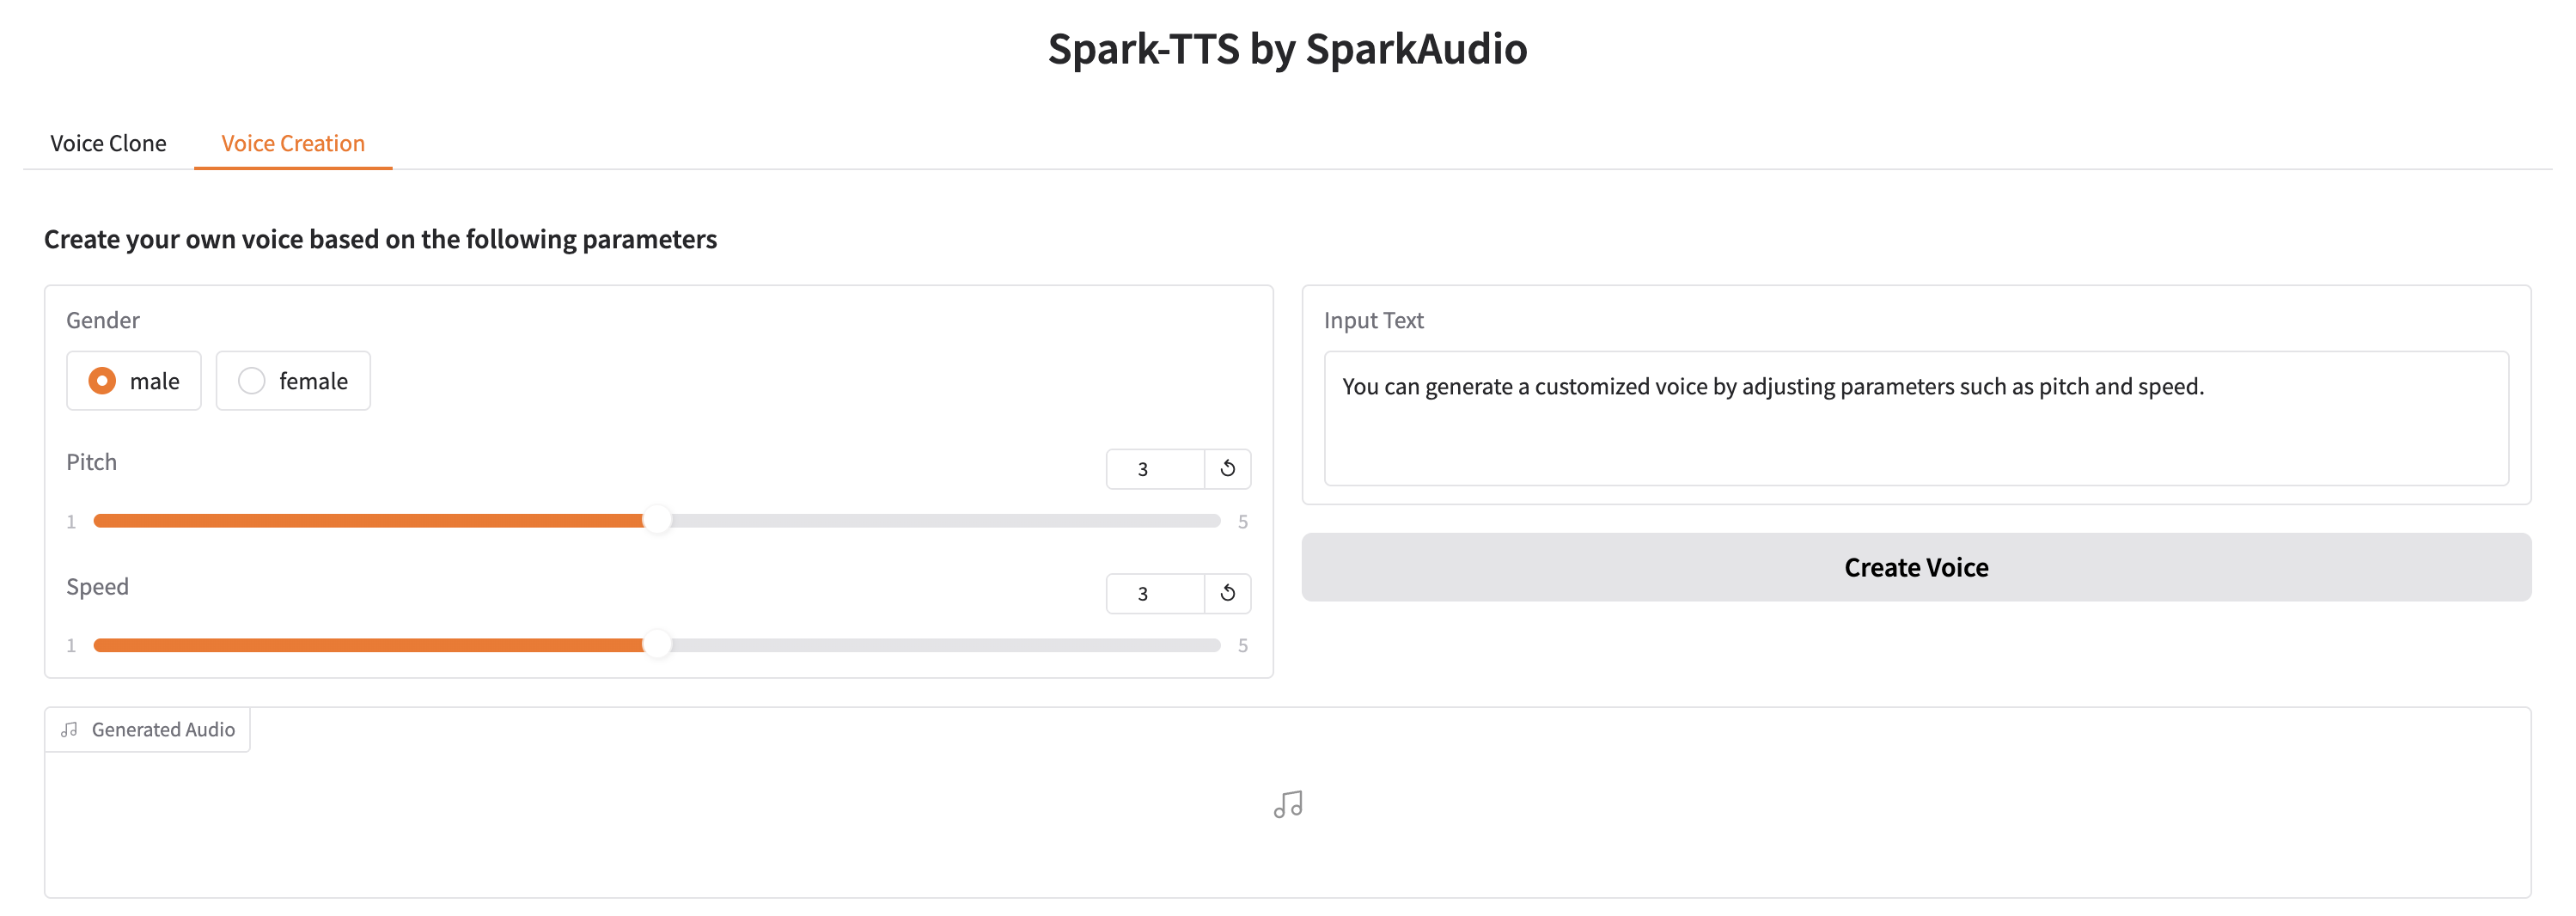 Spark-TTS by SparkAudio
Voice Clone
Voice Creation
Create your own voice based on the following parameters
Gender
male
female
Pitch
3
1
5
Speed
3
1
5
Input Text
You can generate a customized voice by adjusting parameters such as pitch and speed.
Create Voice
Generated Audio